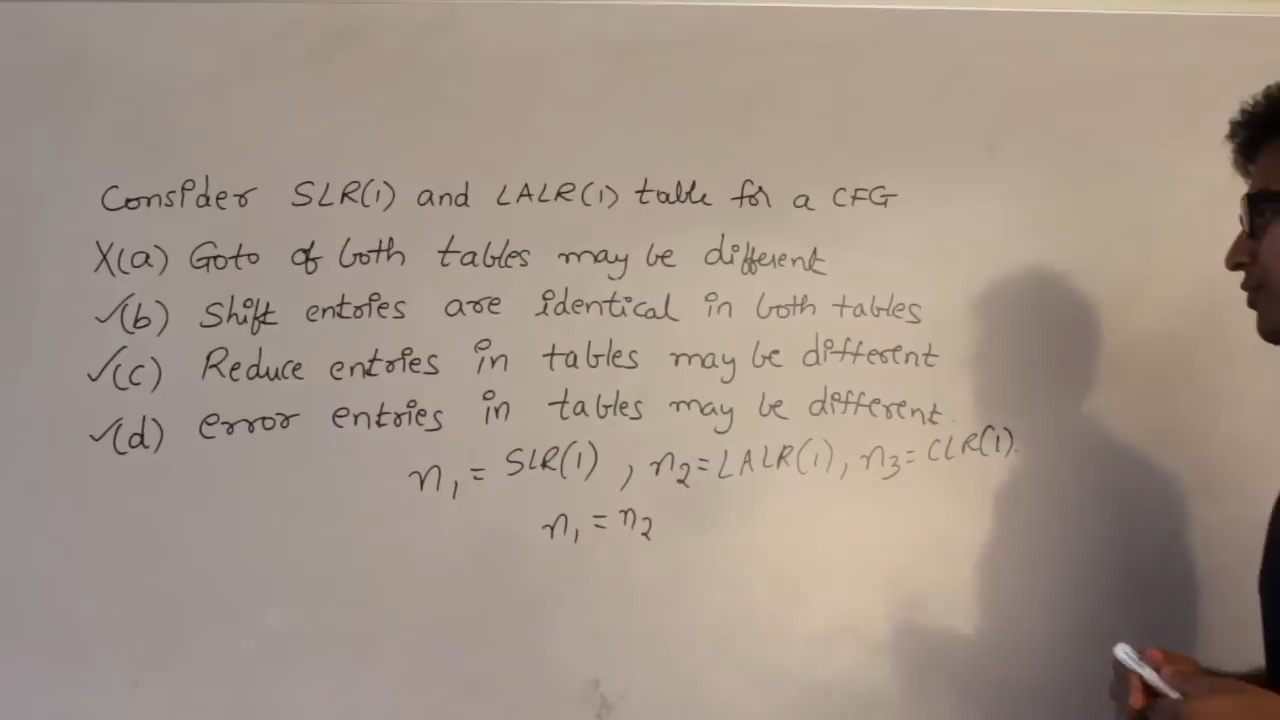 Consider SLR(1) and LALR(1) table for a CFG
X(a) Goto of both tables may be different
✓(b) Shift entries are identical in both tables
✓(c) Reduce entries in tables may be different
✓(d) error entries in tables may be different.
n₁ = SLR(1), n₂ = LALR(1), n₃ = CLR(1).
n₁ = n₂